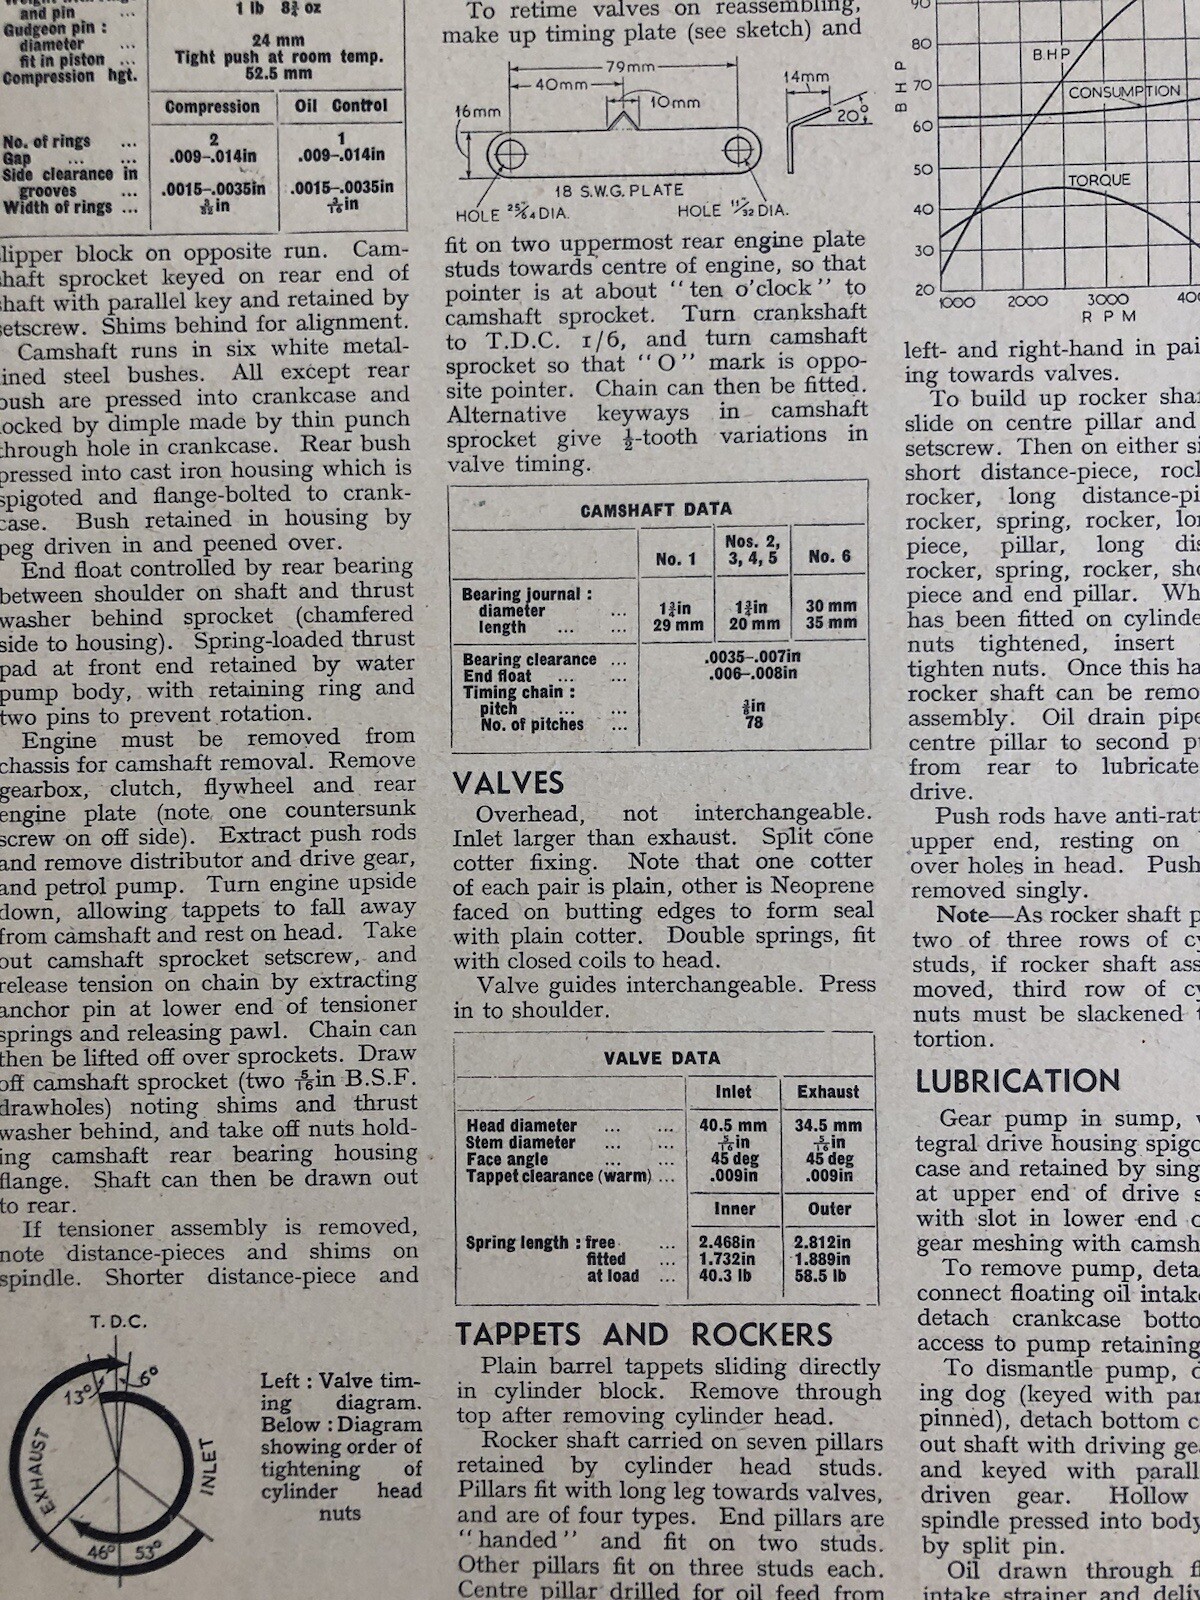 and pin ... 1 lb 8¾ oz
Gudgeon pin :
diameter ... 24 mm
fit in piston ... Tight push at room temp.
Compression hgt. 52.5 mm
Compression Oil Control
No. of rings ... 2 1
Gap ... ... .009–.014in .009–.014in
Side clearance in
grooves ... .0015–.0035in .0015–.0035in
Width of rings ... 3/32in 3/16in
slipper block on opposite run. Cam-
shaft sprocket keyed on rear end of
shaft with parallel key and retained by
setscrew. Shims behind for alignment.
Camshaft runs in six white metal-
lined steel bushes. All except rear
bush are pressed into crankcase and
locked by dimple made by thin punch
through hole in crankcase. Rear bush
pressed into cast iron housing which is
spigoted and flange-bolted to crank-
case. Bush retained in housing by
peg driven in and peened over.
End float controlled by rear bearing
between shoulder on shaft and thrust
washer behind sprocket (chamfered
side to housing). Spring-loaded thrust
pad at front end retained by water
pump body, with retaining ring and
two pins to prevent rotation.
Engine must be removed from
chassis for camshaft removal. Remove
gearbox, clutch, flywheel and rear
engine plate (note one countersunk
screw on off side). Extract push rods
and remove distributor and drive gear,
and petrol pump. Turn engine upside
down, allowing tappets to fall away
from camshaft and rest on head. Take
out camshaft sprocket setscrew, and
release tension on chain by extracting
anchor pin at lower end of tensioner
springs and releasing pawl. Chain can
then be lifted off over sprockets. Draw
off camshaft sprocket (two 5/16in B.S.F.
drawholes) noting shims and thrust
washer behind, and take off nuts hold-
ing camshaft rear bearing housing
flange. Shaft can then be drawn out
to rear.
If tensioner assembly is removed,
note distance-pieces and shims on
spindle. Shorter distance-piece and
T.D.C.
13° 6°
EXHAUST
INLET
46° 53°
Left : Valve tim-
ing diagram.
Below : Diagram
showing order of
tightening of
cylinder head
nuts
To retime valves on reassembling,
make up timing plate (see sketch) and
79mm
40mm
10mm
16mm
14mm
20°
18 S.W.G. PLATE
HOLE 25/64 DIA. HOLE 11/32 DIA.
fit on two uppermost rear engine plate
studs towards centre of engine, so that
pointer is at about "ten o'clock" to
camshaft sprocket. Turn crankshaft
to T.D.C. 1/6, and turn camshaft
sprocket so that "O" mark is oppo-
site pointer. Chain can then be fitted.
Alternative keyways in camshaft
sprocket give ½-tooth variations in
valve timing.
CAMSHAFT DATA
No. 1 Nos. 2, 3, 4, 5 No. 6
Bearing journal :
diameter ... 1¾in 1¾in 30 mm
length ... ... 29 mm 20 mm 35 mm
Bearing clearance ... .0035–.007in
End float ... ... .006–.008in
Timing chain :
pitch ... ... ⅜in
No. of pitches ... 78
VALVES
Overhead, not interchangeable.
Inlet larger than exhaust. Split cone
cotter fixing. Note that one cotter
of each pair is plain, other is Neoprene
faced on butting edges to form seal
with plain cotter. Double springs, fit
with closed coils to head.
Valve guides interchangeable. Press
in to shoulder.
VALVE DATA
Inlet Exhaust
Head diameter ... ... 40.5 mm 34.5 mm
Stem diameter ... ... 5/16in 5/16in
Face angle ... ... 45 deg 45 deg
Tappet clearance (warm) ... .009in .009in
Inner Outer
Spring length : free ... 2.468in 2.812in
fitted ... 1.732in 1.889in
at load ... 40.3 lb 58.5 lb
TAPPETS AND ROCKERS
Plain barrel tappets sliding directly
in cylinder block. Remove through
top after removing cylinder head.
Rocker shaft carried on seven pillars
retained by cylinder head studs.
Pillars fit with long leg towards valves,
and are of four types. End pillars are
"handed" and fit on two studs.
Other pillars fit on three studs each.
Centre pillar drilled for oil feed from
90
80
70
60
50
40
30
20
B H P
B.H.P
CONSUMPTION
TORQUE
1000 2000 3000 400
R P M
left- and right-hand in pai
ing towards valves.
To build up rocker sha
slide on centre pillar and
setscrew. Then on either si
short distance-piece, rock
rocker, long distance-pi
rocker, spring, rocker, lon
piece, pillar, long dis
rocker, spring, rocker, sho
piece and end pillar. Wh
has been fitted on cylinde
nuts tightened, insert
tighten nuts. Once this ha
rocker shaft can be remo
assembly. Oil drain pipe
centre pillar to second p
from rear to lubricate
drive.
Push rods have anti-rat
upper end, resting on
over holes in head. Push
removed singly.
Note—As rocker shaft p
two of three rows of cy
studs, if rocker shaft ass
moved, third row of cy
nuts must be slackened t
tortion.
LUBRICATION
Gear pump in sump, w
tegral drive housing spigo
case and retained by sing
at upper end of drive s
with slot in lower end o
gear meshing with camsh
To remove pump, deta
connect floating oil intak
detach crankcase botto
access to pump retaining
To dismantle pump, d
ing dog (keyed with par
pinned), detach bottom c
out shaft with driving ge
and keyed with parall
driven gear. Hollow
spindle pressed into body
by split pin.
Oil drawn through f
intake strainer and deliv